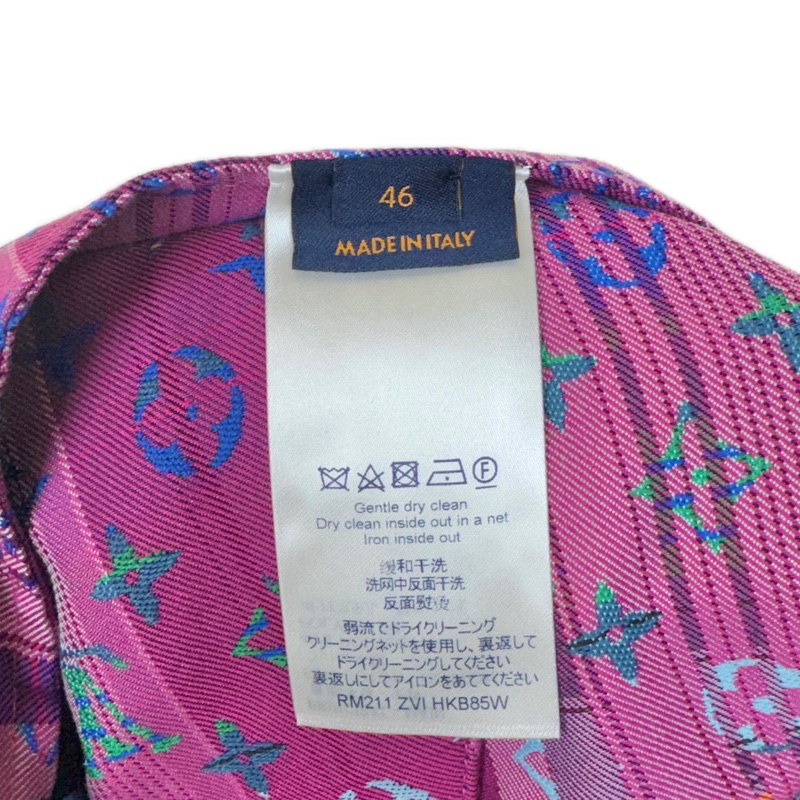 46
MADE IN ITALY
F
Gentle dry clean
Dry clean inside out in a net
Iron inside out
缓和干洗
洗网中反面干洗
反面熨烫
弱流でドライクリーニング
クリーニングネットを使用し、裏返して
ドライクリーニングしてください
裏返しにしてアイロンをあててください
RM211 ZVI HKB85W